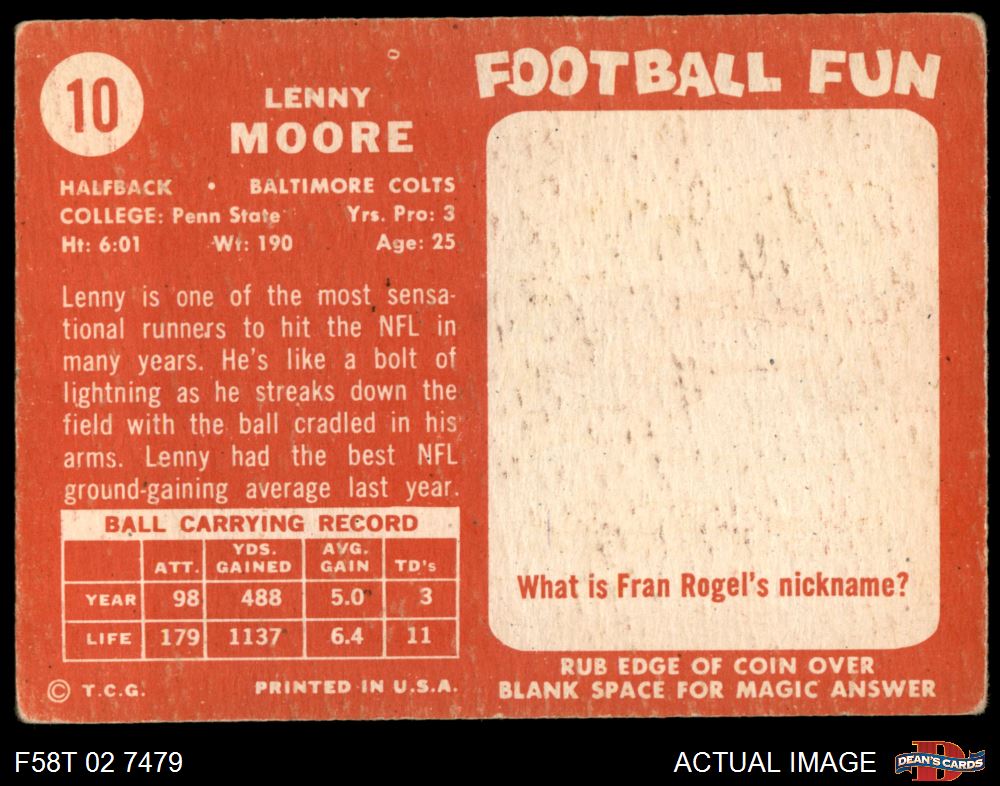 10
LENNY
MOORE
HALFBACK • BALTIMORE COLTS
COLLEGE: Penn State Yrs. Pro: 3
Ht: 6:01 Wt: 190 Age: 25
Lenny is one of the most sensa-
tional runners to hit the NFL in
many years. He's like a bolt of
lightning as he streaks down the
field with the ball cradled in his
arms. Lenny had the best NFL
ground-gaining average last year.
BALL CARRYING RECORD
ATT. YDS. GAINED AVG. GAIN TD's
YEAR 98 488 5.0 3
LIFE 179 1137 6.4 11
© T.C.G. PRINTED IN U.S.A.
FOOTBALL FUN
What is Fran Rogel's nickname?
RUB EDGE OF COIN OVER
BLANK SPACE FOR MAGIC ANSWER
F58T 02 7479
ACTUAL IMAGE
D
DEAN'S CARDS